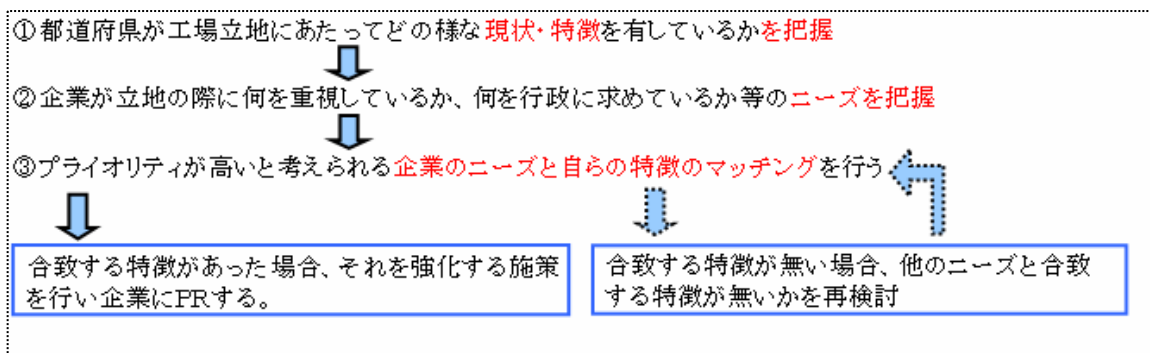 ①都道府県が工場立地にあたってどの様な現状・特徴を有しているかを把握
②企業が立地の際に何を重視しているか、何を行政に求めているか等のニーズを把握
③プライオリティが高いと考えられる企業のニーズと自らの特徴のマッチングを行う
合致する特徴があった場合、それを強化する施策
を行い企業にPRする。
合致する特徴が無い場合、他のニーズと合致
する特徴が無いかを再検討